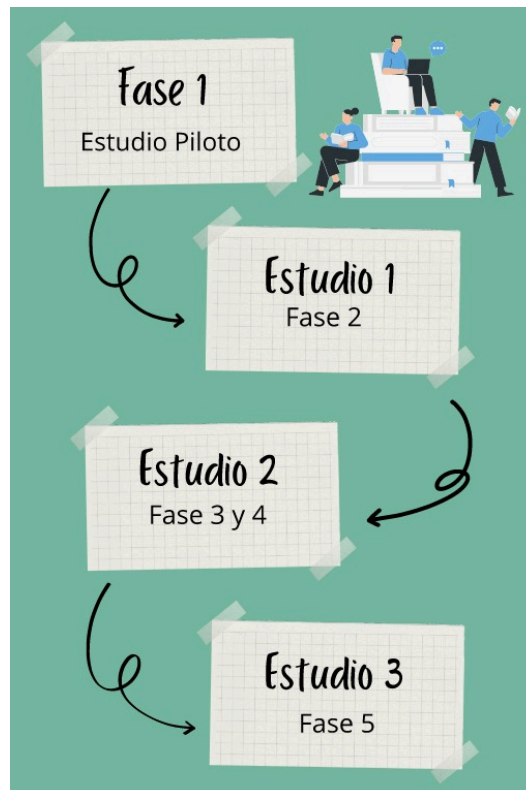 Fase 1
Estudio Piloto
Estudio 1
Fase 2
Estudio 2
Fase 3 y 4
Estudio 3
Fase 5